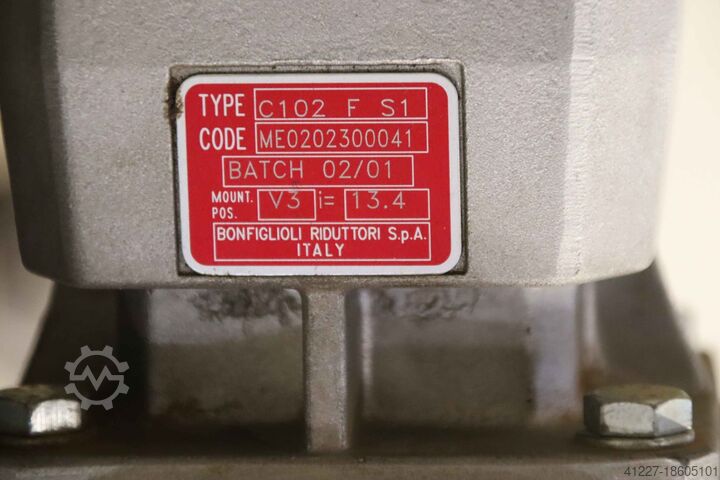 TYPE C102 F S1
CODE ME0202300041
BATCH 02/01
MOUNT. POS. V3 i= 13.4
BONFIGLIOLI RIDUTTORI S.p.A.
ITALY
41227-18605101